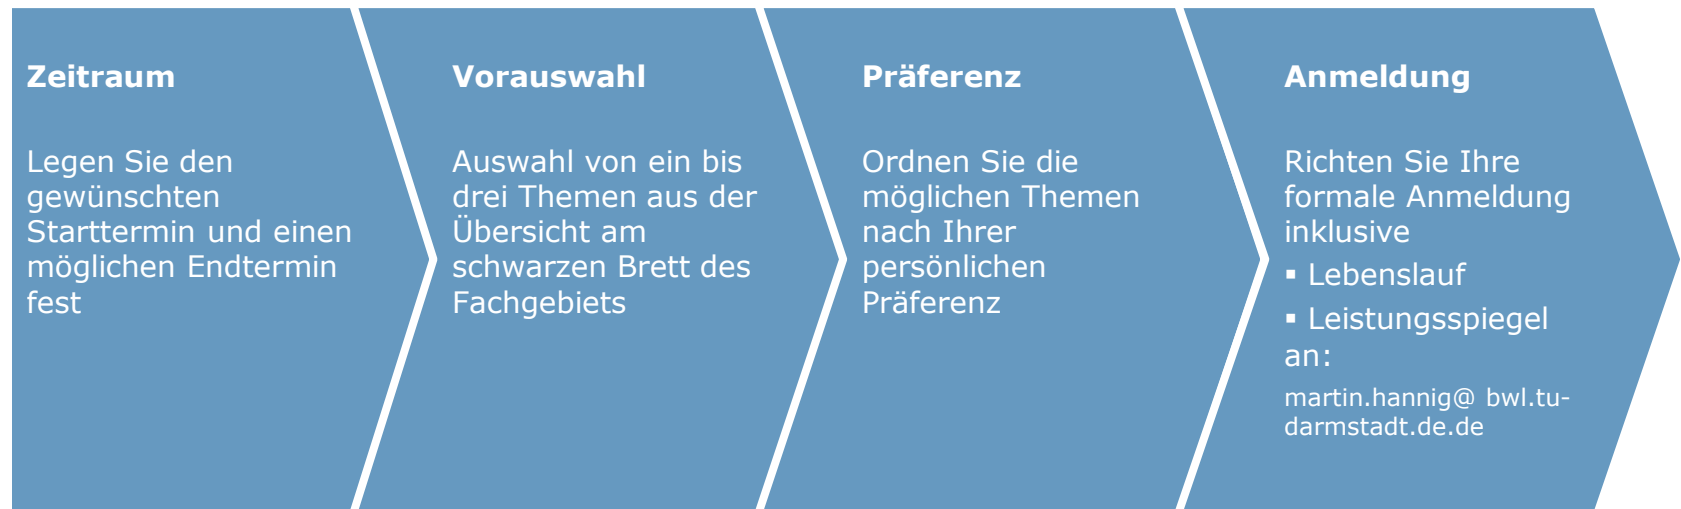 Zeitraum
Legen Sie den
gewünschten
Starttermin und einen
möglichen Endtermin
fest
Vorauswahl
Auswahl von ein bis
drei Themen aus der
Übersicht am
schwarzen Brett des
Fachgebiets
Präferenz
Ordnen Sie die
möglichen Themen
nach Ihrer
persönlichen
Präferenz
Anmeldung
Richten Sie Ihre
formale Anmeldung
inklusive
▪ Lebenslauf
▪ Leistungsspiegel
an:
martin.hannig@ bwl.tu-
darmstadt.de.de